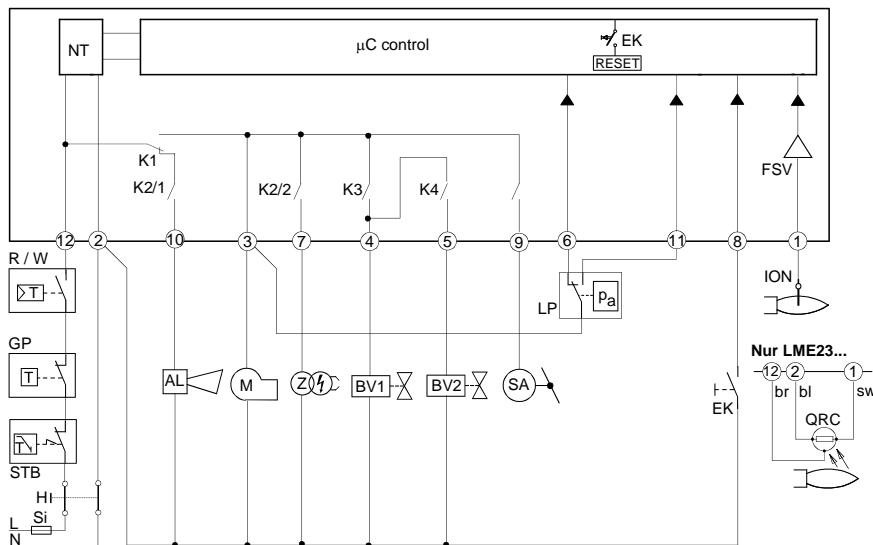 NT
µC control
EK
RESET
K1
K2/1
K2/2
K3
K4
FSV
12
2
10
3
7
4
5
9
6
11
8
1
R / W
T
GP
T
STB
T
H
L
Si
N
AL
M
Z
BV1
BV2
SA
LP
pa
EK
ION
Nur LME23...
12
2
1
br
bl
sw
QRC